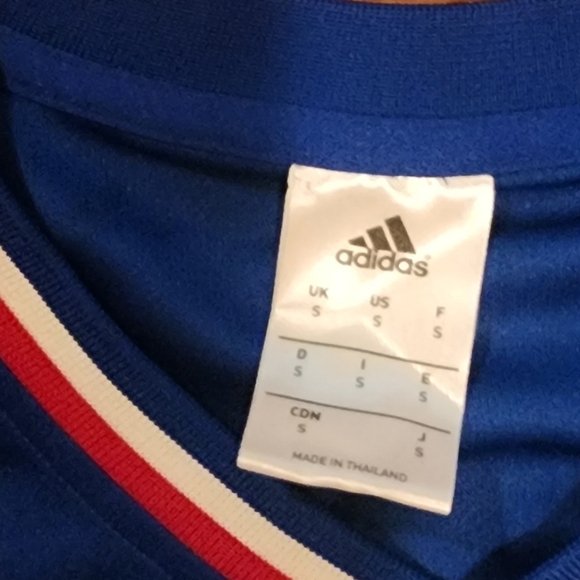 adidas
UK US F
S S S
D I E
S S S
CDN J
S S
MADE IN THAILAND